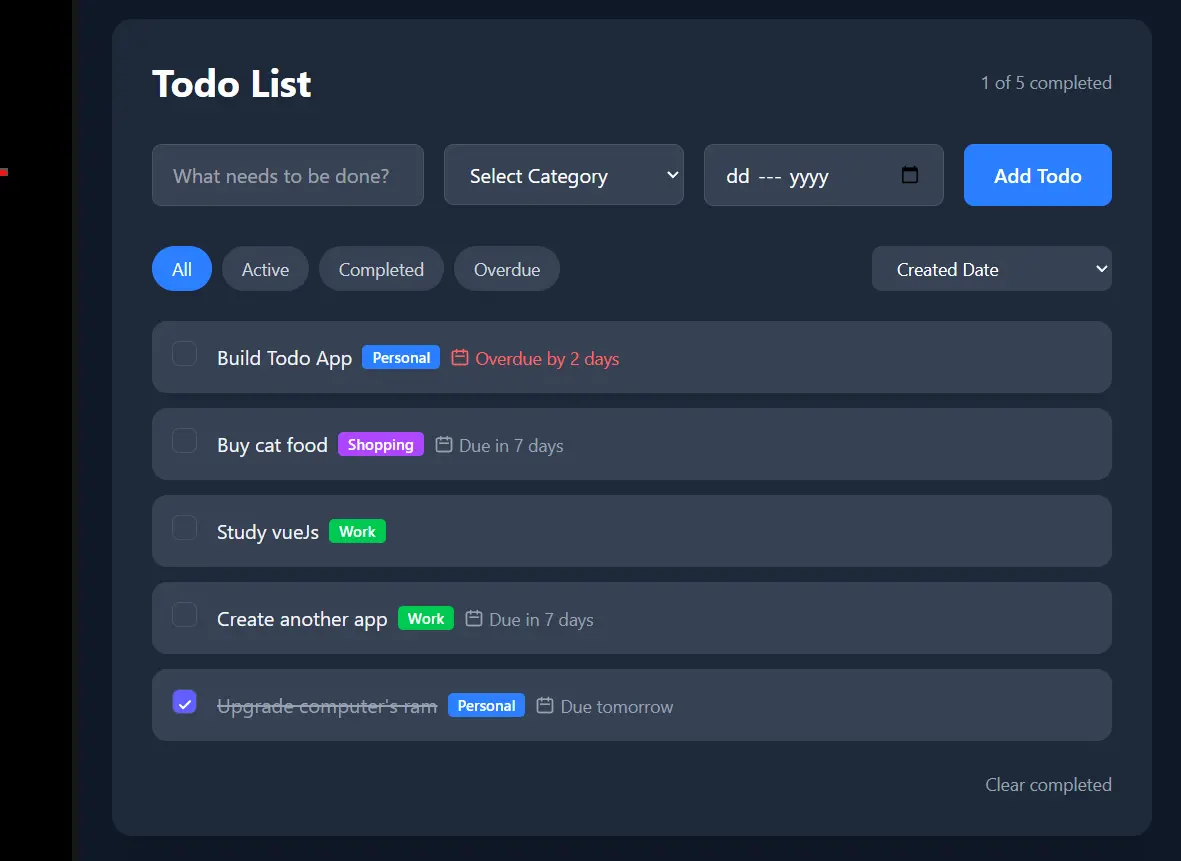 Todo List 1 of 5 completed
What needs to be done? Select Category dd --- yyyy Add Todo
All Active Completed Overdue Created Date
Build Todo App Personal Overdue by 2 days
Buy cat food Shopping Due in 7 days
Study vueJs Work
Create another app Work Due in 7 days
Upgrade computer's ram Personal Due tomorrow
Clear completed